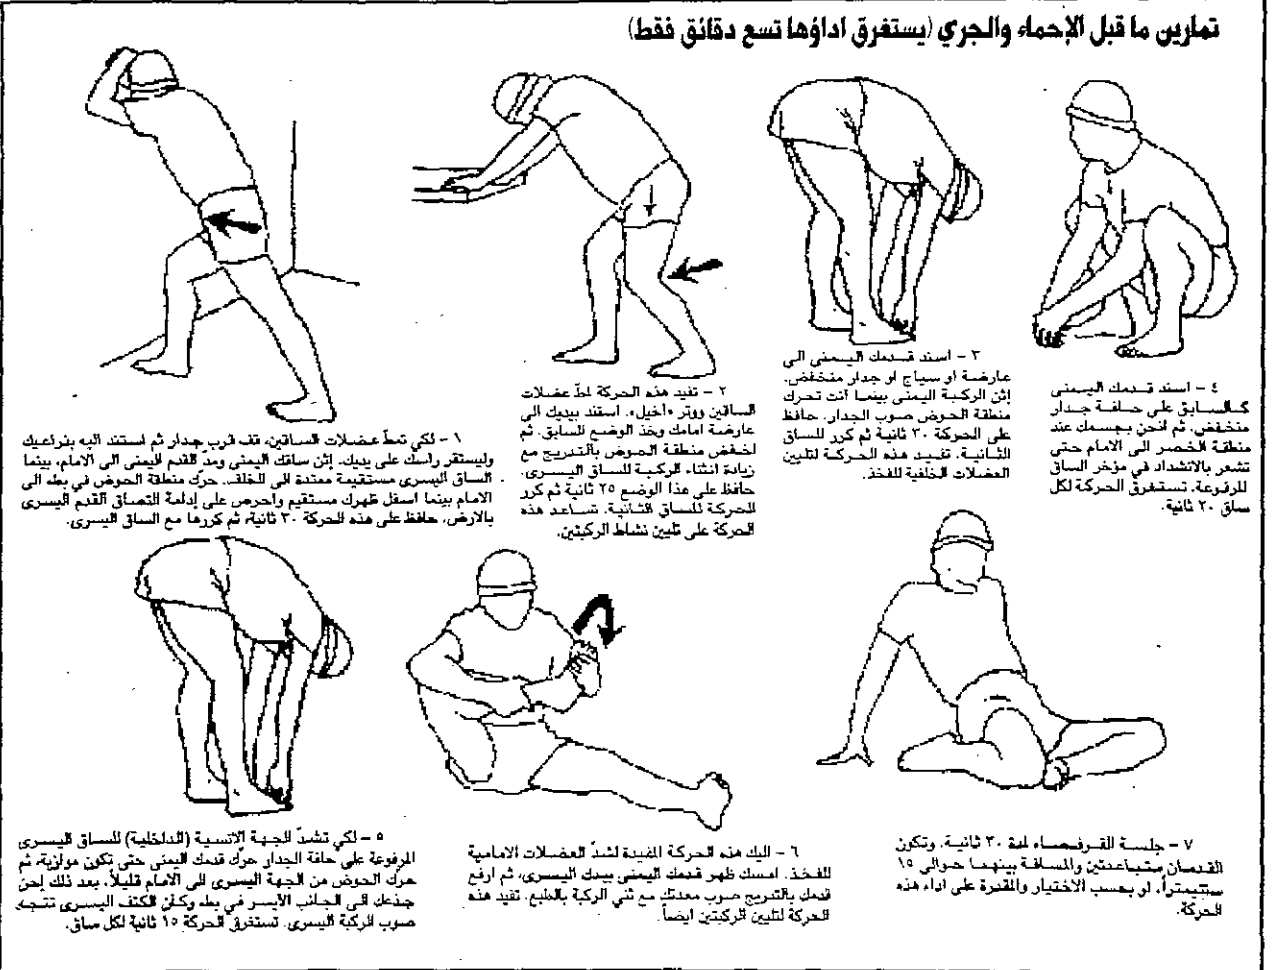 تمارين ما قبل الإحماء والجري (يستغرق اداؤها تسع دقائق فقط)
١ - لكي تمطّ عضلات الساقين، قف قرب جدار ثم استند اليه بذراعيك
وليستقر رأسك على يديك. إثن ساقك اليمنى ومدّ القدم اليمنى الى الامام، بينما
الساق اليسرى مستقيمة ممتدة الى الخلف. حرك منطقة الحوض في بطء الى
الامام بينما اسفل ظهرك مستقيم واحرص على إدامة التصاق القدم اليسرى
بالارض. حافظ على هذه الحركة ٣٠ ثانية، ثم كررها مع الساق اليسرى.
٢ - تفيد هذه الحركة لمطّ عضلات
الساقين ووتر «أخيل». استند بيديك الى
عارضة امامك وخذ الوضع السابق. ثم
اخفض منطقة الحوض بالتدريج مع
زيادة انثناء الركبة للساق اليسرى.
حافظ على هذا الوضع ٢٥ ثانية ثم كرر
الحركة للساق الثانية. تساعد هذه
الحركة على تليين نشاط الركبتين.
٣ - اسند قدمك اليمنى الى
عارضة او سياج او جدار منخفض.
إثن الركبة اليمنى بينما أنت تحرك
منطقة الحوض صوب الجدار. حافظ
على الحركة ٣٠ ثانية ثم كرر للساق
الثانية. تفيد هذه الحركة لتليين
العضلات الخلفية للفخذ.
٤ - اسند قدمك اليمنى
كالسابق على حافة جدار
منخفض، ثم انحن بجسمك عند
منطقة الخصر الى الامام حتى
تشعر بالانشداد في مؤخر الساق
المرفوعة. تستغرق الحركة لكل
ساق ٢٠ ثانية.
٥ - لكي تشدّ الجهة الانسية (الداخلية) للساق اليسرى
المرفوعة على حافة الجدار حرّك قدمك اليمنى حتى تكون موازية، ثم
حرك الحوض من الجهة اليسرى الى الامام قليلاً. بعد ذلك إحن
جذعك الى الجانب الأيسر في بطء وكأن الكتف اليسرى تتجه
صوب الركبة اليسرى. تستغرق الحركة ١٥ ثانية لكل ساق.
٦ - اليك هذه الحركة المفيدة لشدّ العضلات الامامية
للفخذ. امسك ظهر قدمك اليمنى بيدك اليسرى، ثم ارفع
قدمك بالتدريج صوب معدتك مع ثني الركبة بالطبع. تفيد هذه
الحركة لتليين الركبتين ايضاً.
٧ - جلسة القرفصاء لمدة ٣٠ ثانية. وتكون
القدمان متباعدتين والمسافة بينهما حوالى ١٥
سنتيمتراً، او بحسب الاختيار والمقدرة على اداء هذه
الحركة.